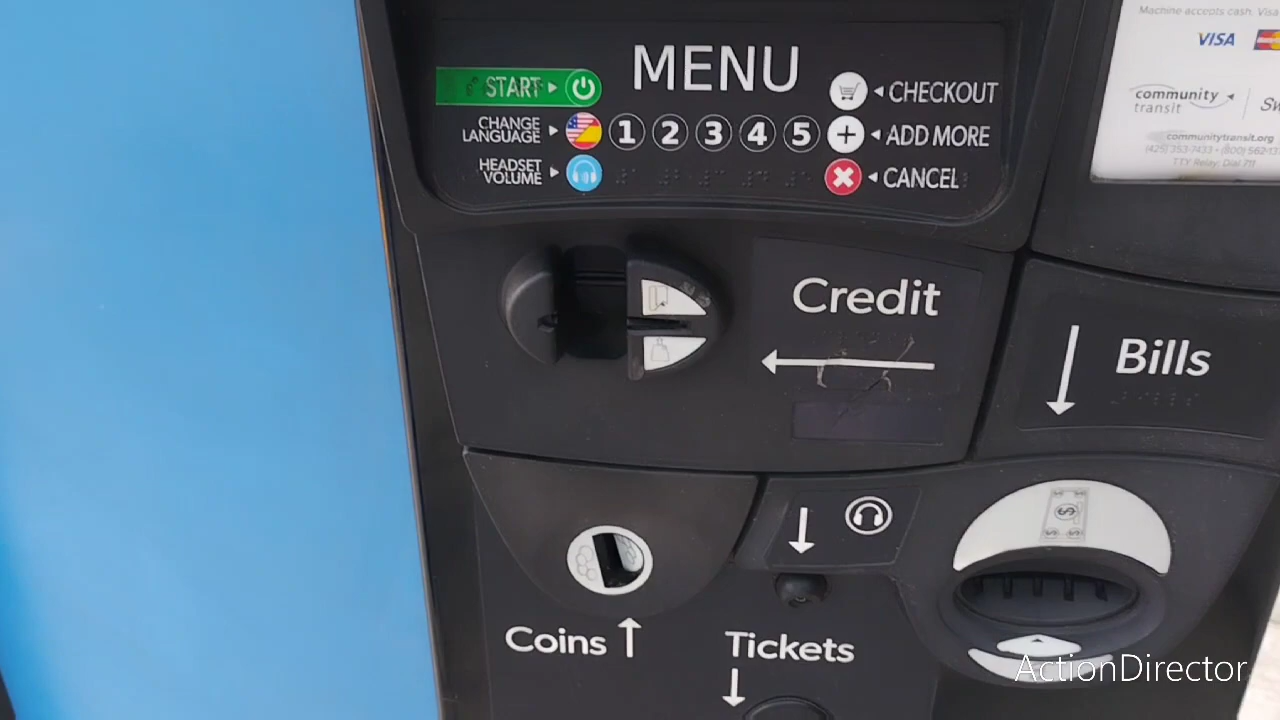 Machine accepts cash, Visa
VISA
community
transit
communitytransit.org
(425) 353-7433 • (800) 562-13
TTY Relay: Dial 711
MENU
START
CHECKOUT
CHANGE
LANGUAGE
1 2 3 4 5
+
ADD MORE
HEADSET
VOLUME
CANCEL
Credit
Bills
Coins
Tickets
ActionDirector